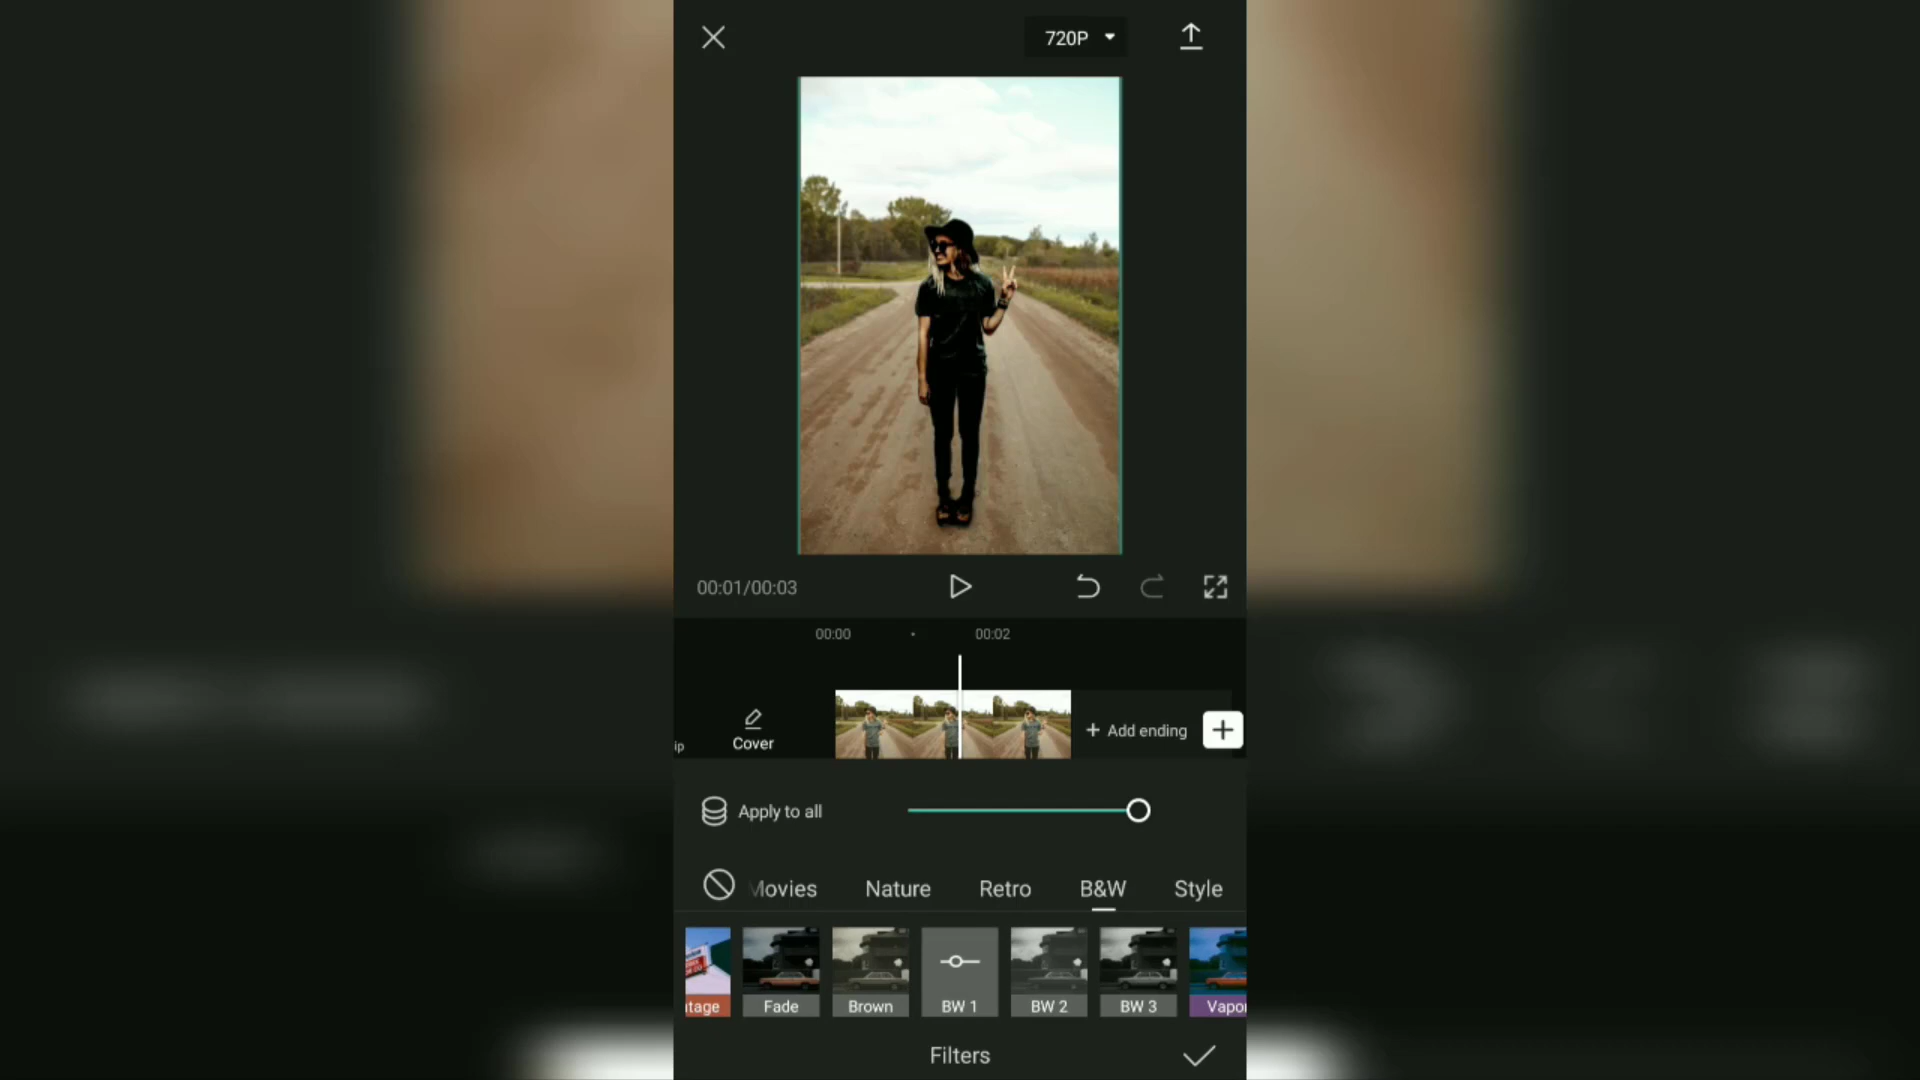 720P
00:01/00:03
00:00
00:02
ip
Cover
+ Add ending
Apply to all
Movies Nature Retro B&W Style
tage Fade Brown BW 1 BW 2 BW 3 Vapor
Filters